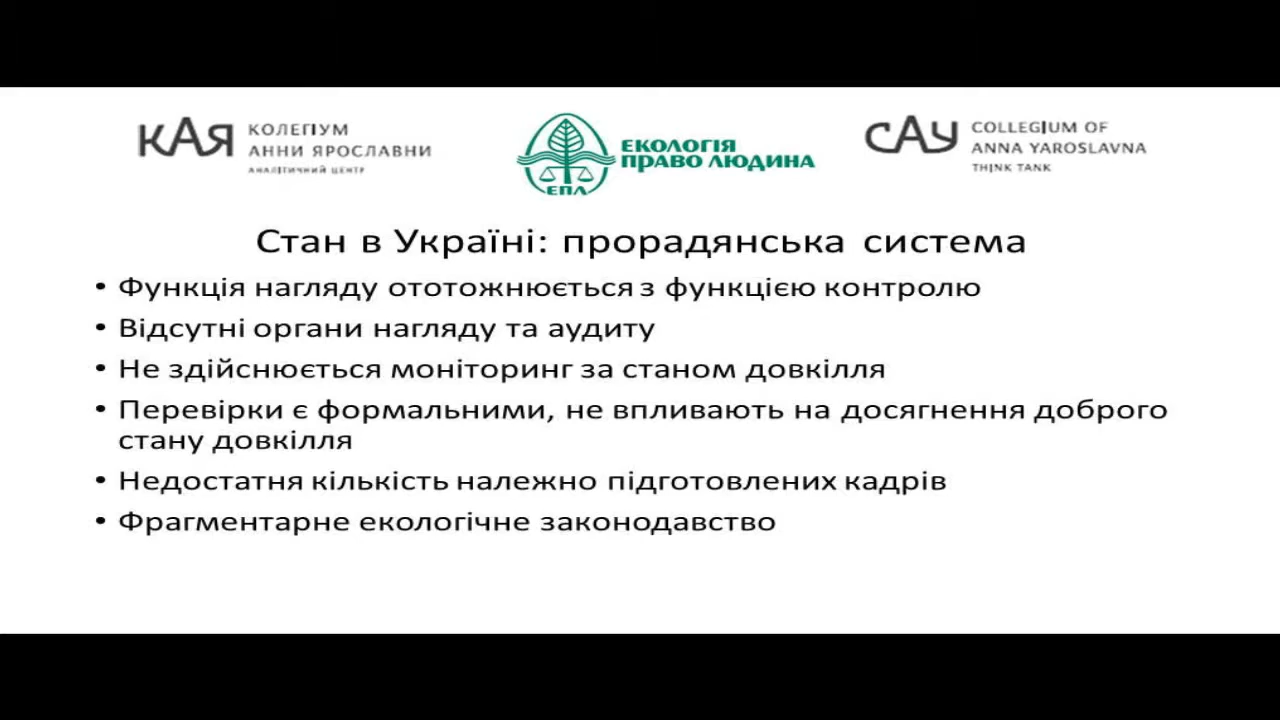 КАЯ КОЛЕГІУМ
АННИ ЯРОСЛАВНИ
АНАЛІТИЧНИЙ ЦЕНТР
ЕКОЛОГІЯ
ПРАВО ЛЮДИНА
ЕПЛ
CAY COLLEGIUM OF
ANNA YAROSLAVNA
THINK TANK
Стан в Україні: прорадянська система
• Функція нагляду ототожнюється з функцією контролю
• Відсутні органи нагляду та аудиту
• Не здійснюється моніторинг за станом довкілля
• Перевірки є формальними, не впливають на досягнення доброго
стану довкілля
• Недостатня кількість належно підготовлених кадрів
• Фрагментарне екологічне законодавство